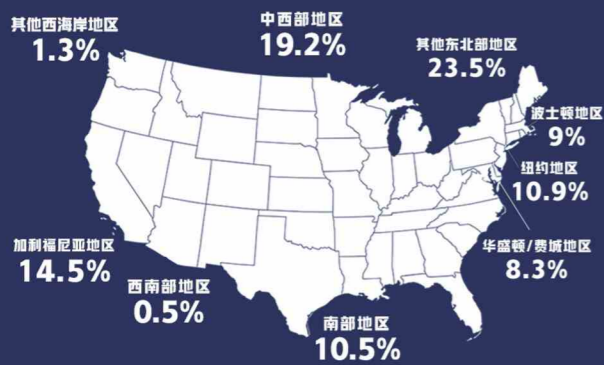 其他西海岸地区
1.3%
中西部地区
19.2%
其他东北部地区
23.5%
波士顿地区
9%
纽约地区
10.9%
华盛顿/费城地区
8.3%
加利福尼亚地区
14.5%
西南部地区
0.5%
南部地区
10.5%